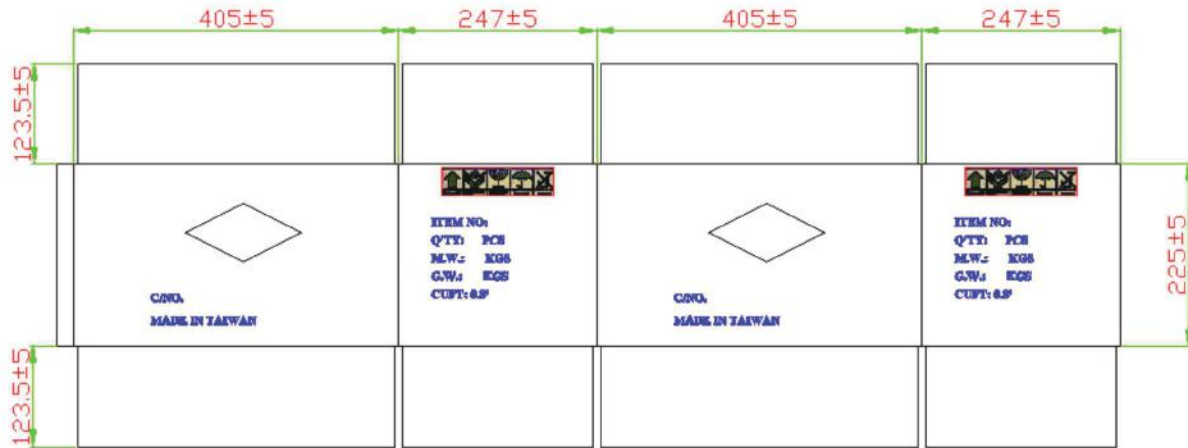 405±5
247±5
405±5
247±5
123.5±5
ITEM NO:
Q'TY: PCS
KGS
G.W.: KGS
CUFT: 0.8'
C/NO.
MADE IN TAIWAN
ITEM NO:
Q'TY: PCS
KGS
G.W.: KGS
CUFT: 0.8'
C/NO.
MADE IN TAIWAN
225±5
123.5±5